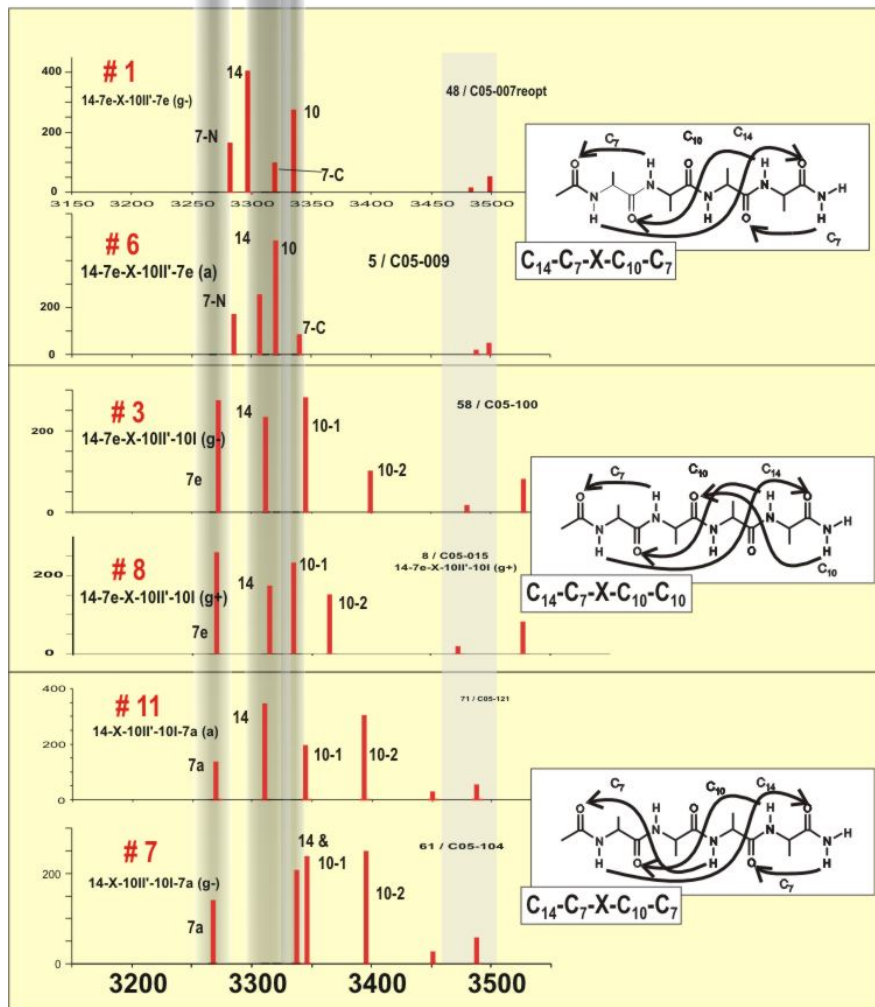 # 1
14-7e-X-10II'-7e (g-)
400
200
0
7-N
14
7-C
10
48 / C05-007reopt
3150 3200 3250 3300 3350 3400 3450 3500
C7 C10 C14
O H O H O
N N N N N-H
H O H O H
C7
C14-C7-X-C10-C7
# 6
14-7e-X-10II'-7e (a)
200
0
7-N
14
10
7-C
5 / C05-009
# 3
14-7e-X-10II'-10I (g-)
200
0
7e
14
10-1
10-2
58 / C05-100
C7 C10 C14
O H O H O
N N N N N-H
H O H O H
C10
C14-C7-X-C10-C10
# 8
14-7e-X-10II'-10I (g+)
200
0
7e
14
10-1
10-2
8 / C05-015
14-7e-X-10II'-10I (g+)
# 11
14-X-10II'-10I-7a (a)
400
200
0
7a
14
10-1
10-2
71 / C05-121
C7 C10 C14
O H O H O
N N N N N-H
H O H O H
C7
C14-C7-X-C10-C7
# 7
14-X-10II'-10I-7a (g-)
200
0
7a
14 &
10-1
10-2
61 / C05-104
3200 3300 3400 3500